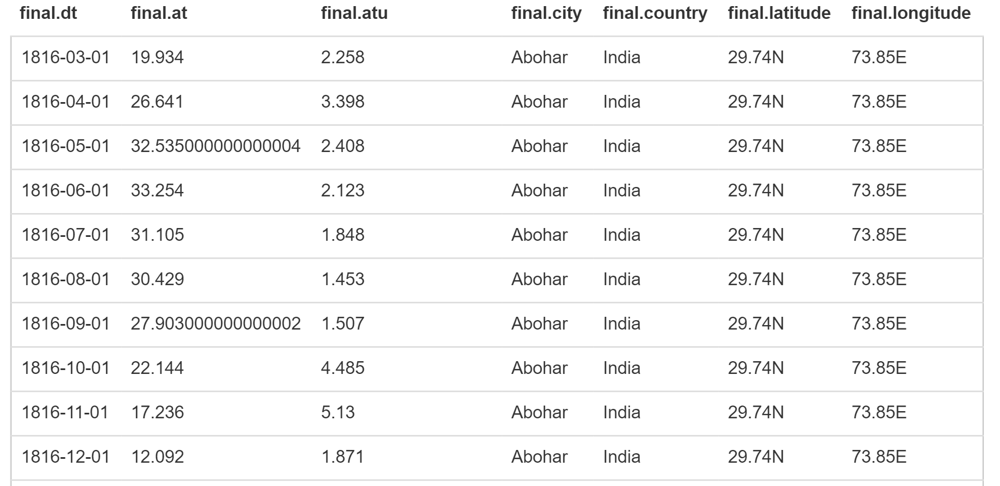 final.dt final.at final.atu final.city final.country final.latitude final.longitude
1816-03-01 19.934 2.258 Abohar India 29.74N 73.85E
1816-04-01 26.641 3.398 Abohar India 29.74N 73.85E
1816-05-01 32.535000000000004 2.408 Abohar India 29.74N 73.85E
1816-06-01 33.254 2.123 Abohar India 29.74N 73.85E
1816-07-01 31.105 1.848 Abohar India 29.74N 73.85E
1816-08-01 30.429 1.453 Abohar India 29.74N 73.85E
1816-09-01 27.903000000000002 1.507 Abohar India 29.74N 73.85E
1816-10-01 22.144 4.485 Abohar India 29.74N 73.85E
1816-11-01 17.236 5.13 Abohar India 29.74N 73.85E
1816-12-01 12.092 1.871 Abohar India 29.74N 73.85E